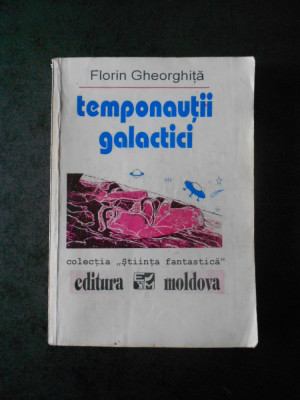 Florin Gheorghiță
temponauții
galactici
colecția „Știința fantastică"
editura moldova